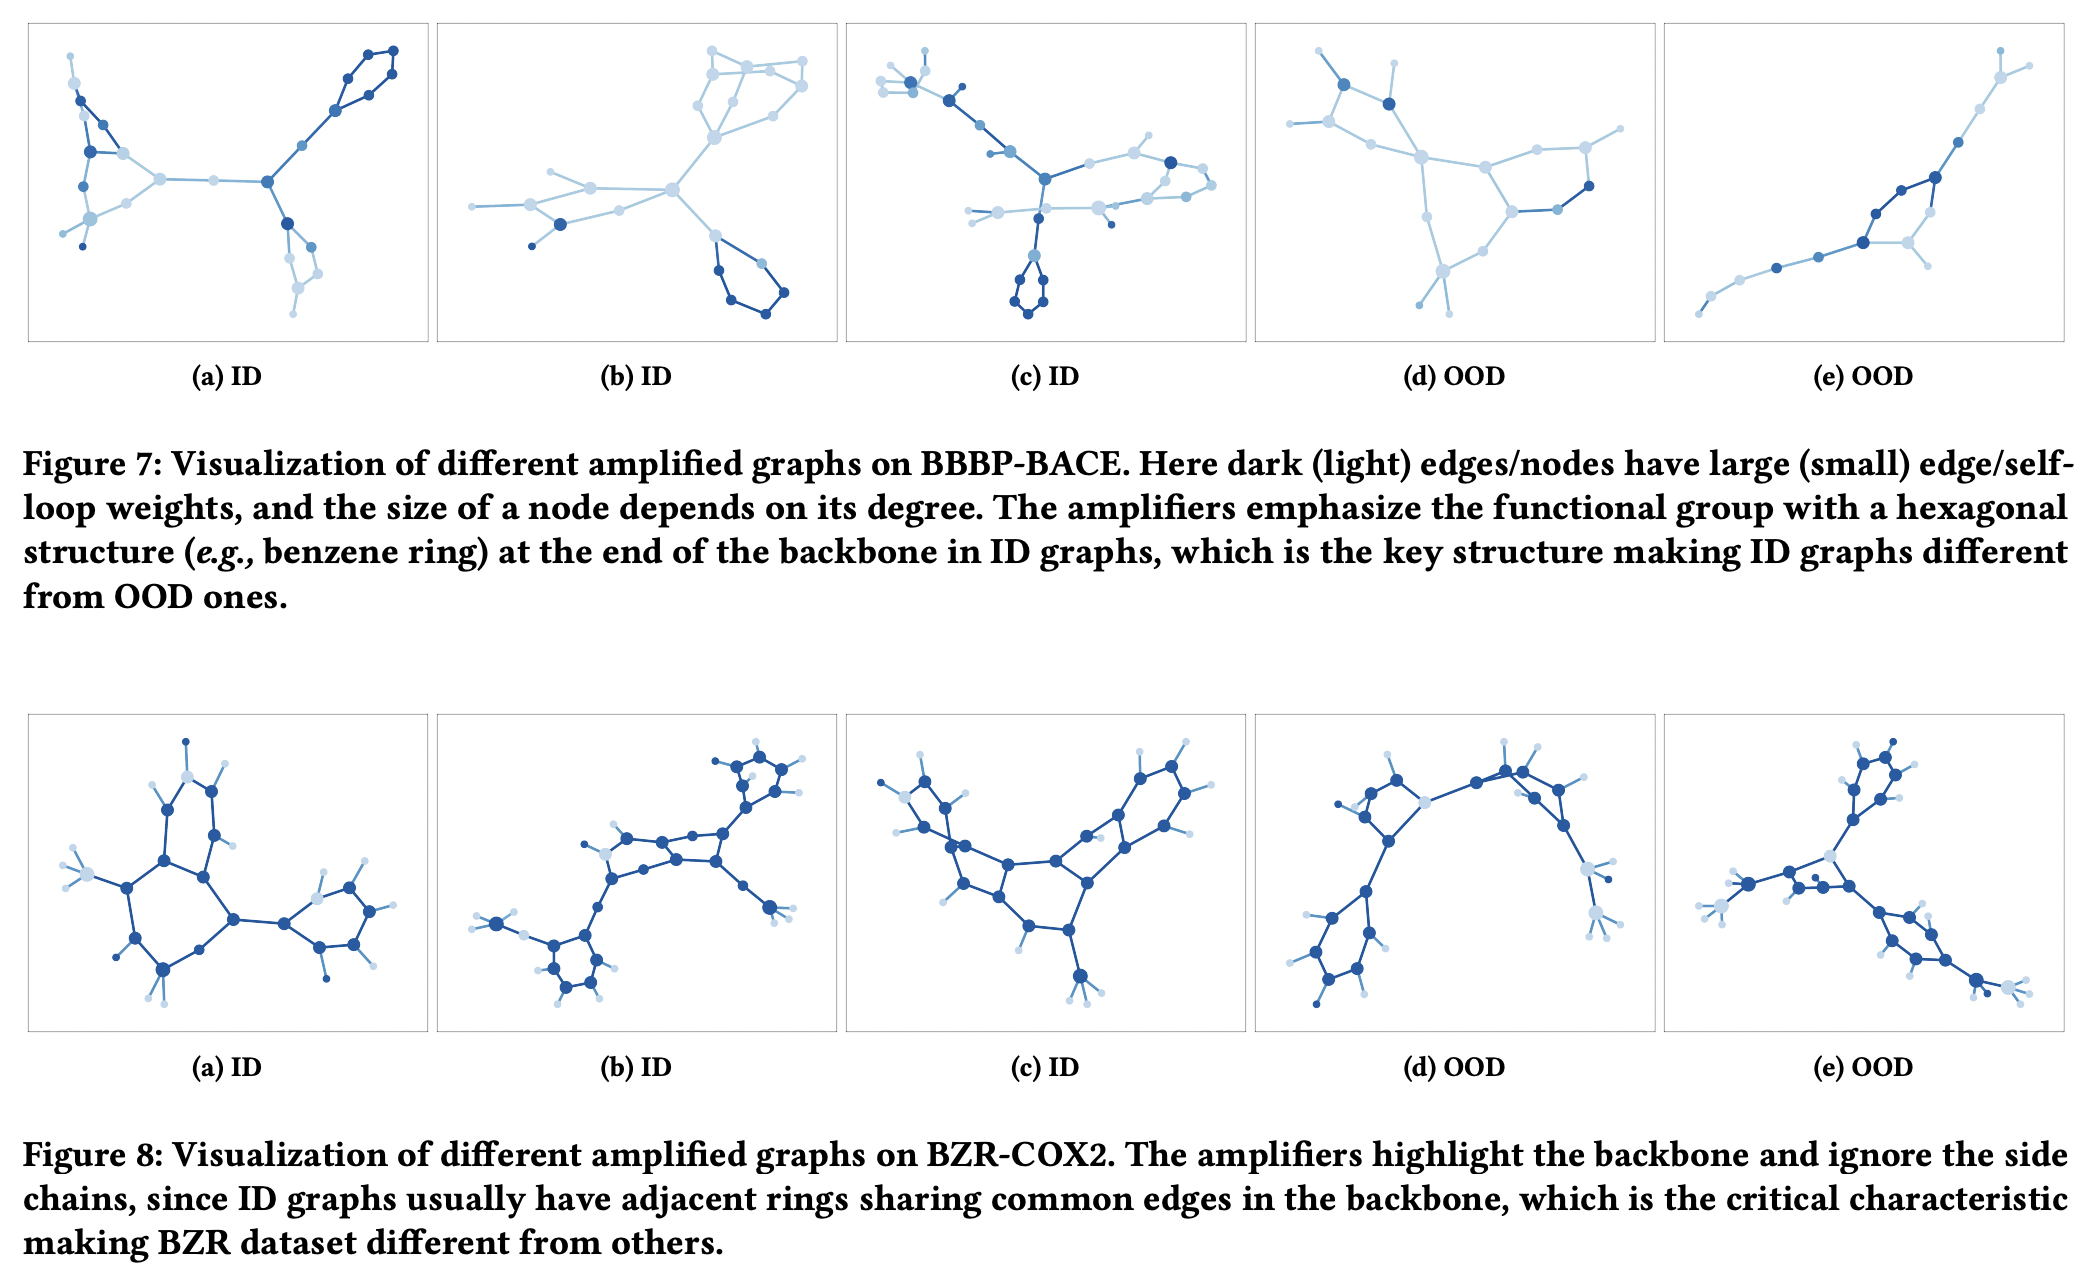 (a) ID
(b) ID
(c) ID
(d) OOD
(e) OOD
Figure 7: Visualization of different amplified graphs on BBBP-BACE. Here dark (light) edges/nodes have large (small) edge/self-
loop weights, and the size of a node depends on its degree. The amplifiers emphasize the functional group with a hexagonal
structure (e.g., benzene ring) at the end of the backbone in ID graphs, which is the key structure making ID graphs different
from OOD ones.
(a) ID
(b) ID
(c) ID
(d) OOD
(e) OOD
Figure 8: Visualization of different amplified graphs on BZR-COX2. The amplifiers highlight the backbone and ignore the side
chains, since ID graphs usually have adjacent rings sharing common edges in the backbone, which is the critical characteristic
making BZR dataset different from others.